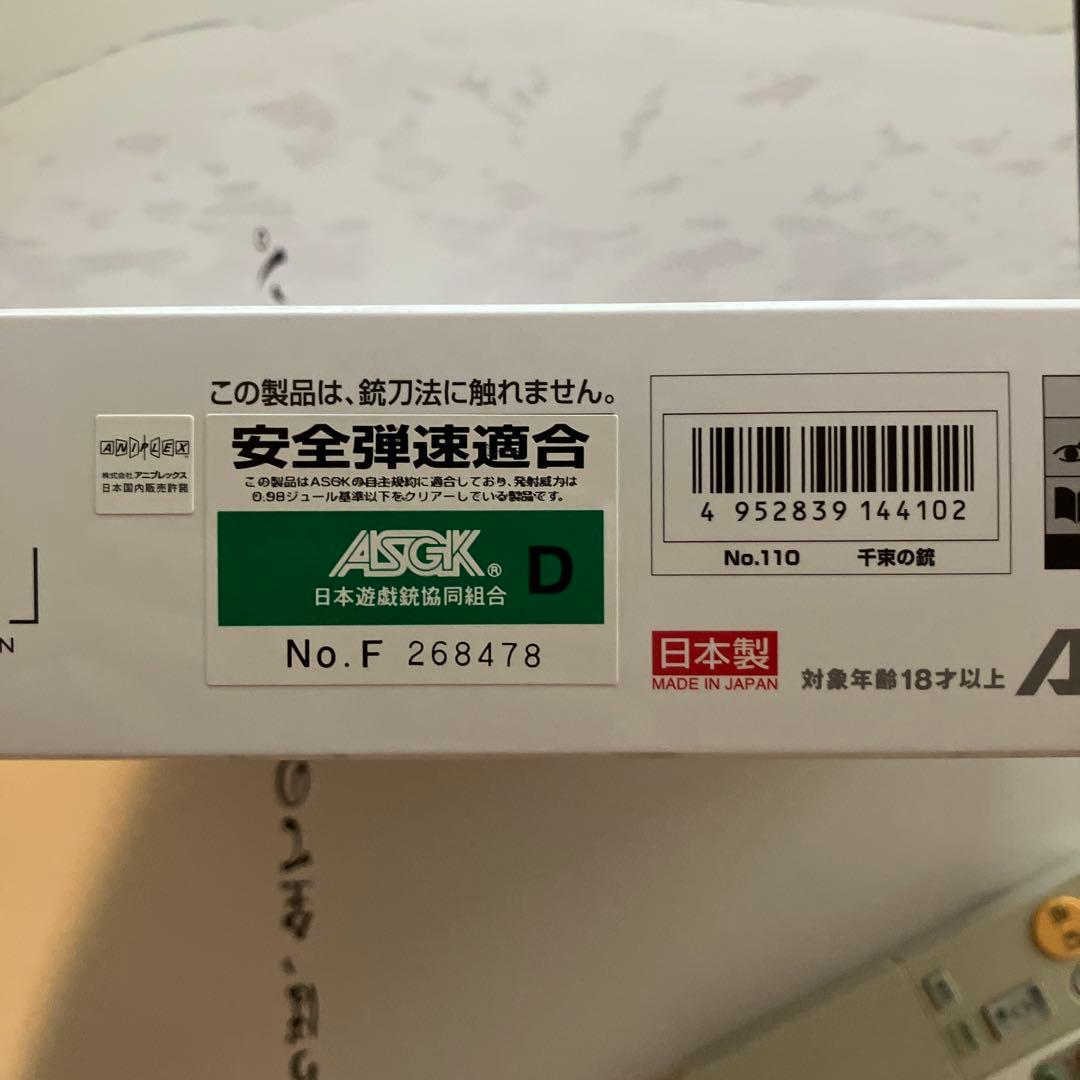 この製品は、銃刀法に触れません。
ANIPLEX
株式会社アニプレックス
日本国内販売許諾
安全弾速適合
この製品はASGKの自主規約に適合しており、発射威力は
0.98ジュール基準以下をクリアーしている製品です。
ASGK® D
日本遊戯銃協同組合
No.F 268478
4 952839 144102
No.110 千束の銃
日本製
MADE IN JAPAN
対象年齢18才以上
N